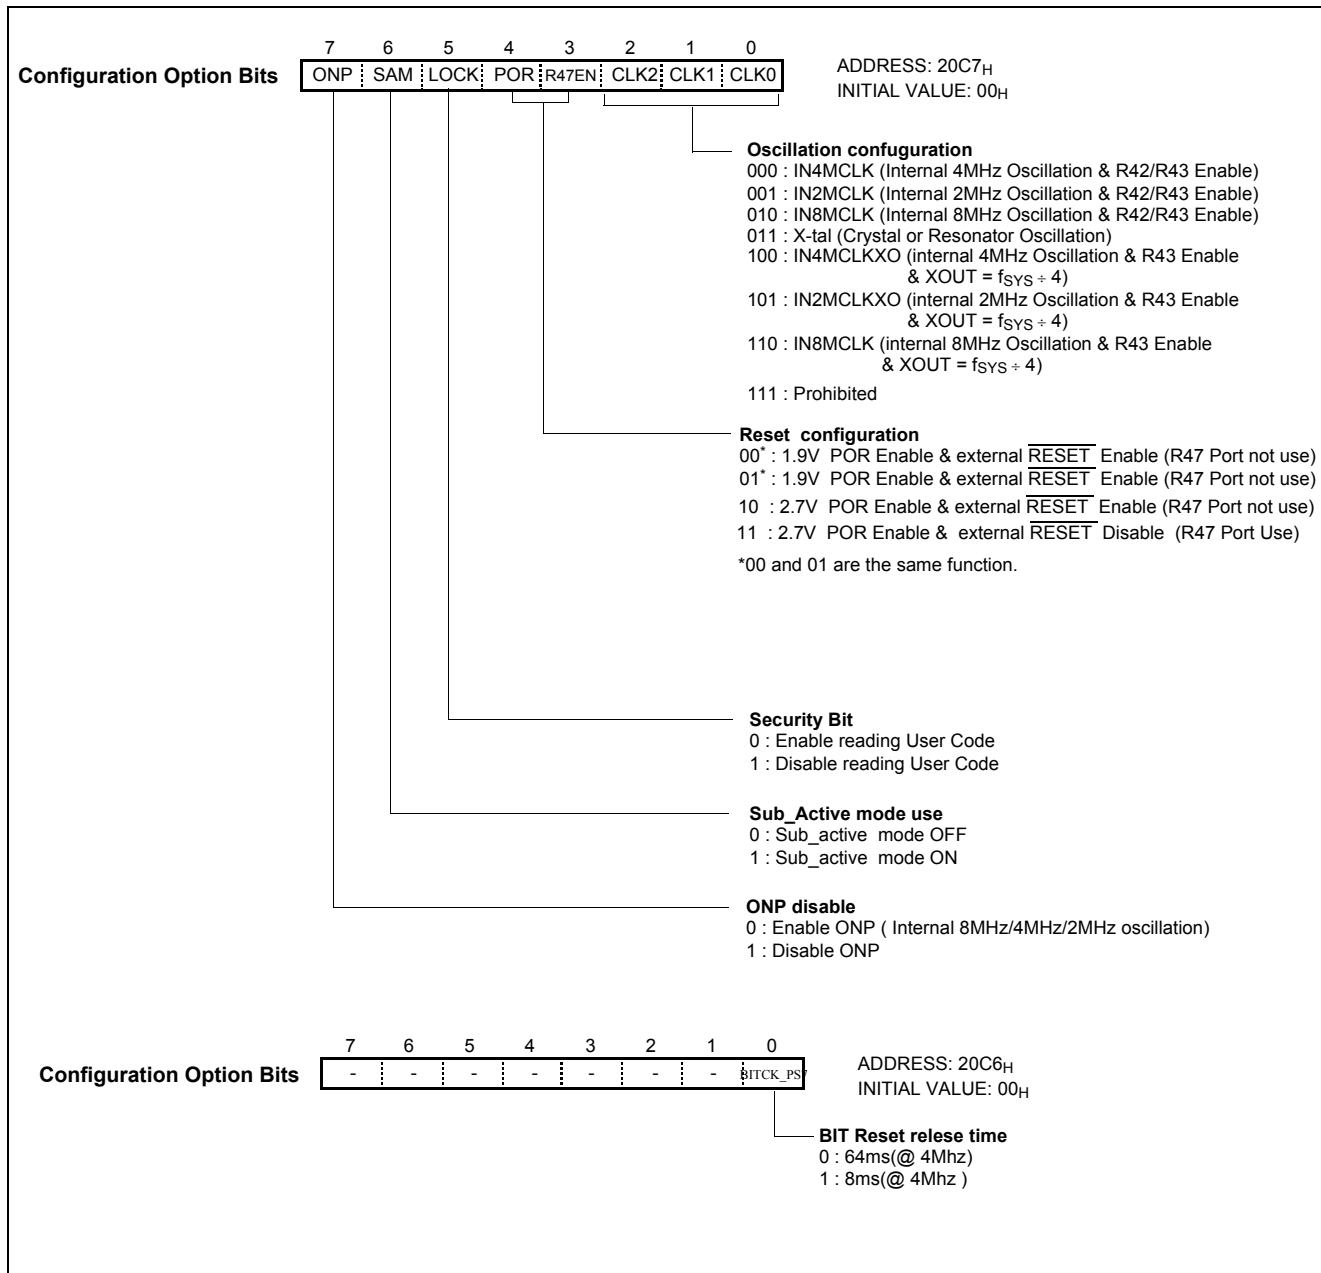 7 6 5 4 3 2 1 0
Configuration Option Bits ONP SAM LOCK POR R47EN CLK2 CLK1 CLK0
ADDRESS: 20C7H
INITIAL VALUE: 00H
Oscillation confuguration
000 : IN4MCLK (Internal 4MHz Oscillation & R42/R43 Enable)
001 : IN2MCLK (Internal 2MHz Oscillation & R42/R43 Enable)
010 : IN8MCLK (Internal 8MHz Oscillation & R42/R43 Enable)
011 : X-tal (Crystal or Resonator Oscillation)
100 : IN4MCLKXO (internal 4MHz Oscillation & R43 Enable
& XOUT = fSYS ÷ 4)
101 : IN2MCLKXO (internal 2MHz Oscillation & R43 Enable
& XOUT = fSYS ÷ 4)
110 : IN8MCLK (internal 8MHz Oscillation & R43 Enable
& XOUT = fSYS ÷ 4)
111 : Prohibited
Reset configuration
00* : 1.9V POR Enable & external RESET Enable (R47 Port not use)
01* : 1.9V POR Enable & external RESET Enable (R47 Port not use)
10 : 2.7V POR Enable & external RESET Enable (R47 Port not use)
11 : 2.7V POR Enable & external RESET Disable (R47 Port Use)
*00 and 01 are the same function.
Security Bit
0 : Enable reading User Code
1 : Disable reading User Code
Sub_Active mode use
0 : Sub_active mode OFF
1 : Sub_active mode ON
ONP disable
0 : Enable ONP ( Internal 8MHz/4MHz/2MHz oscillation)
1 : Disable ONP
7 6 5 4 3 2 1 0
Configuration Option Bits - - - - - - - BITCK_PS7
ADDRESS: 20C6H
INITIAL VALUE: 00H
BIT Reset relese time
0 : 64ms(@ 4Mhz)
1 : 8ms(@ 4Mhz )